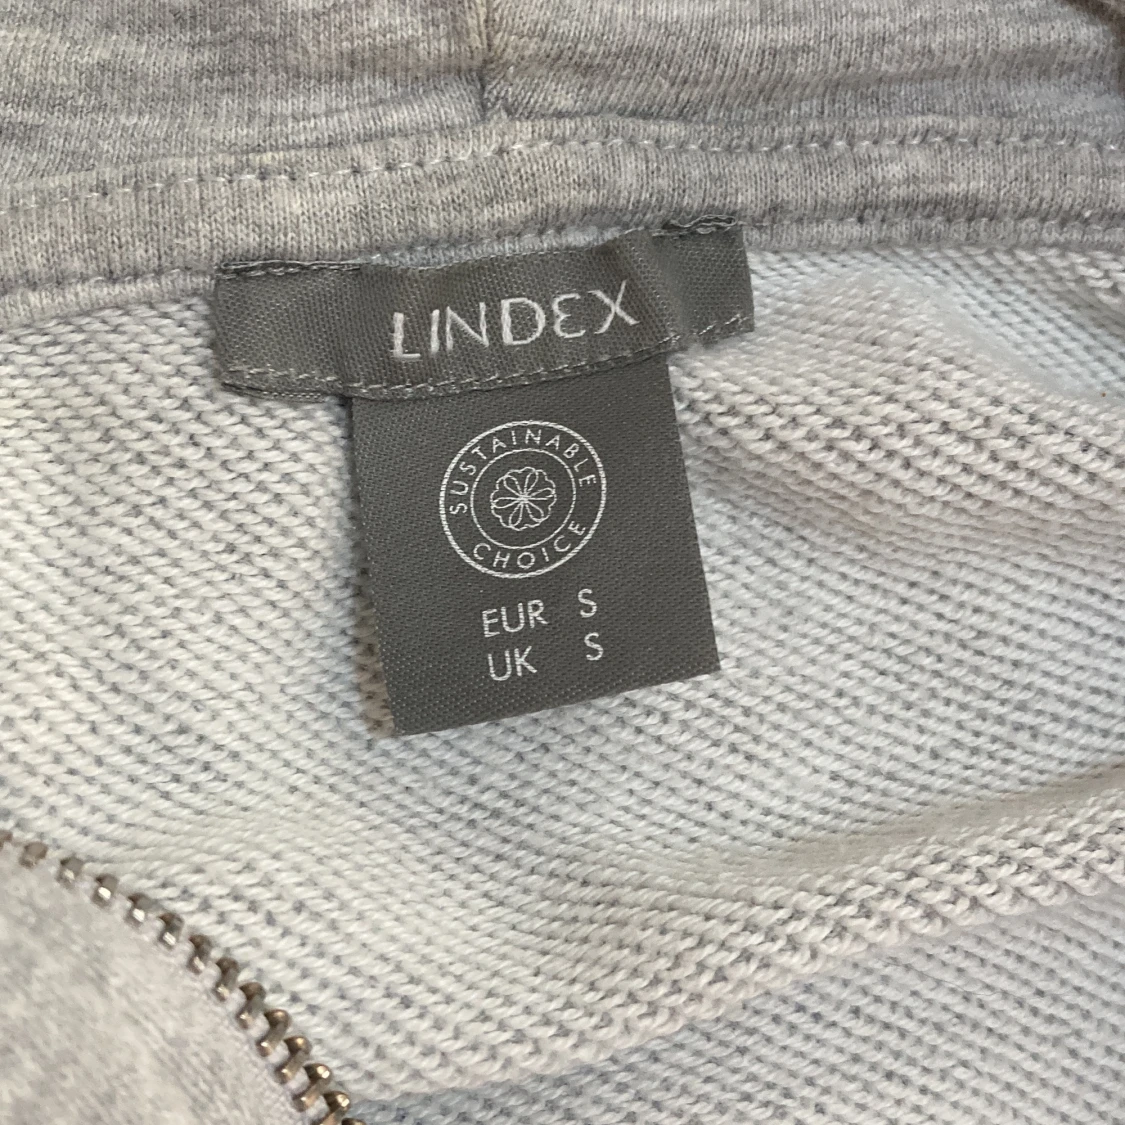 LINDEX
SUSTAINABLE
CHOICE
EUR S
UK S